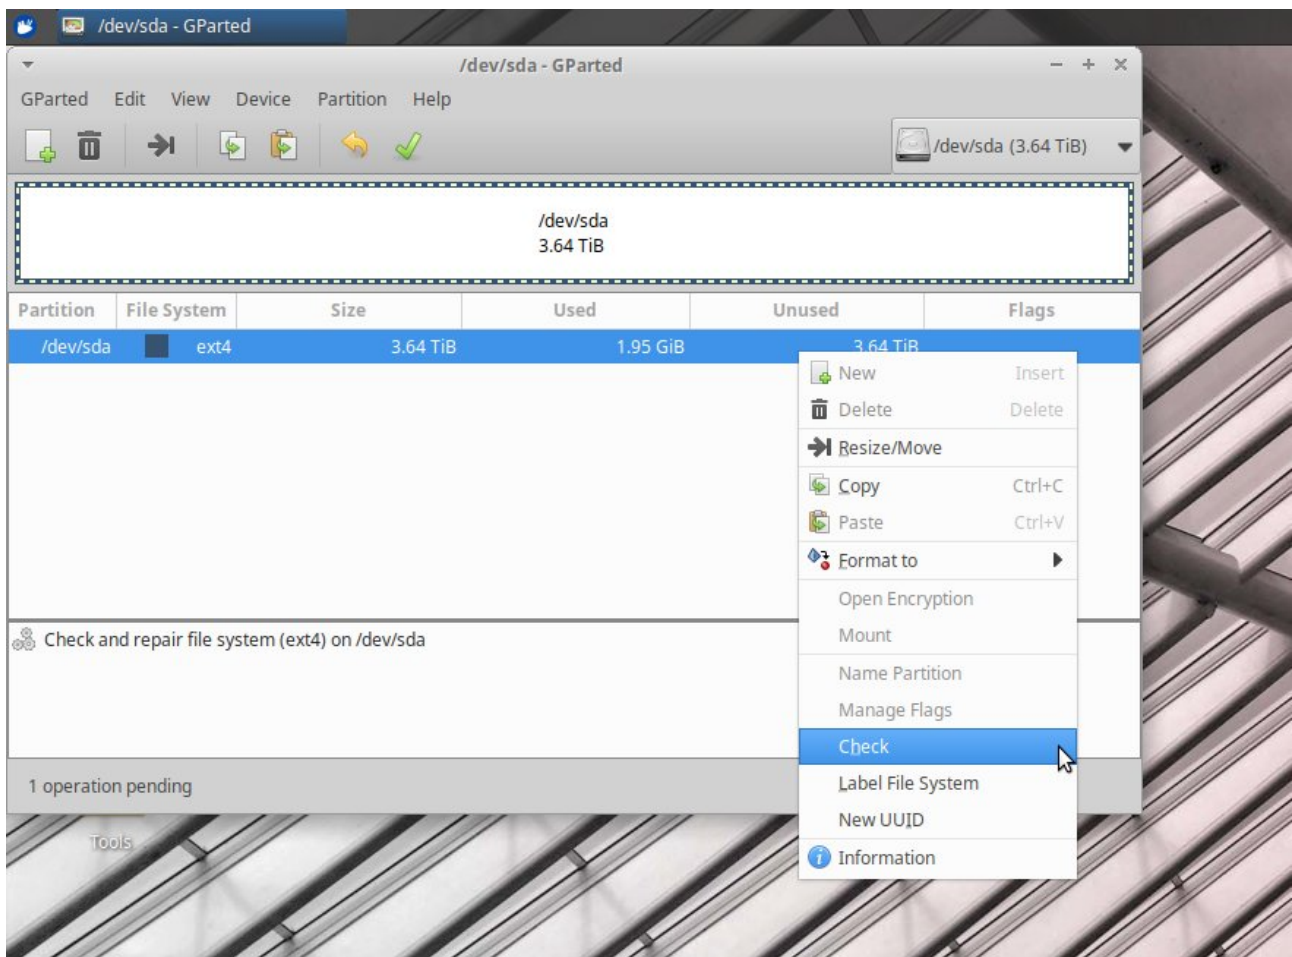 /dev/sda - GParted
/dev/sda - GParted
GParted Edit View Device Partition Help
/dev/sda (3.64 TiB)
/dev/sda
3.64 TiB
Partition File System Size Used Unused Flags
/dev/sda ext4 3.64 TiB 1.95 GiB 3.64 TiB
New Insert
Delete Delete
Resize/Move
Copy Ctrl+C
Paste Ctrl+V
Format to
Open Encryption
Mount
Name Partition
Manage Flags
Check
Label File System
New UUID
Information
Check and repair file system (ext4) on /dev/sda
1 operation pending
Tools